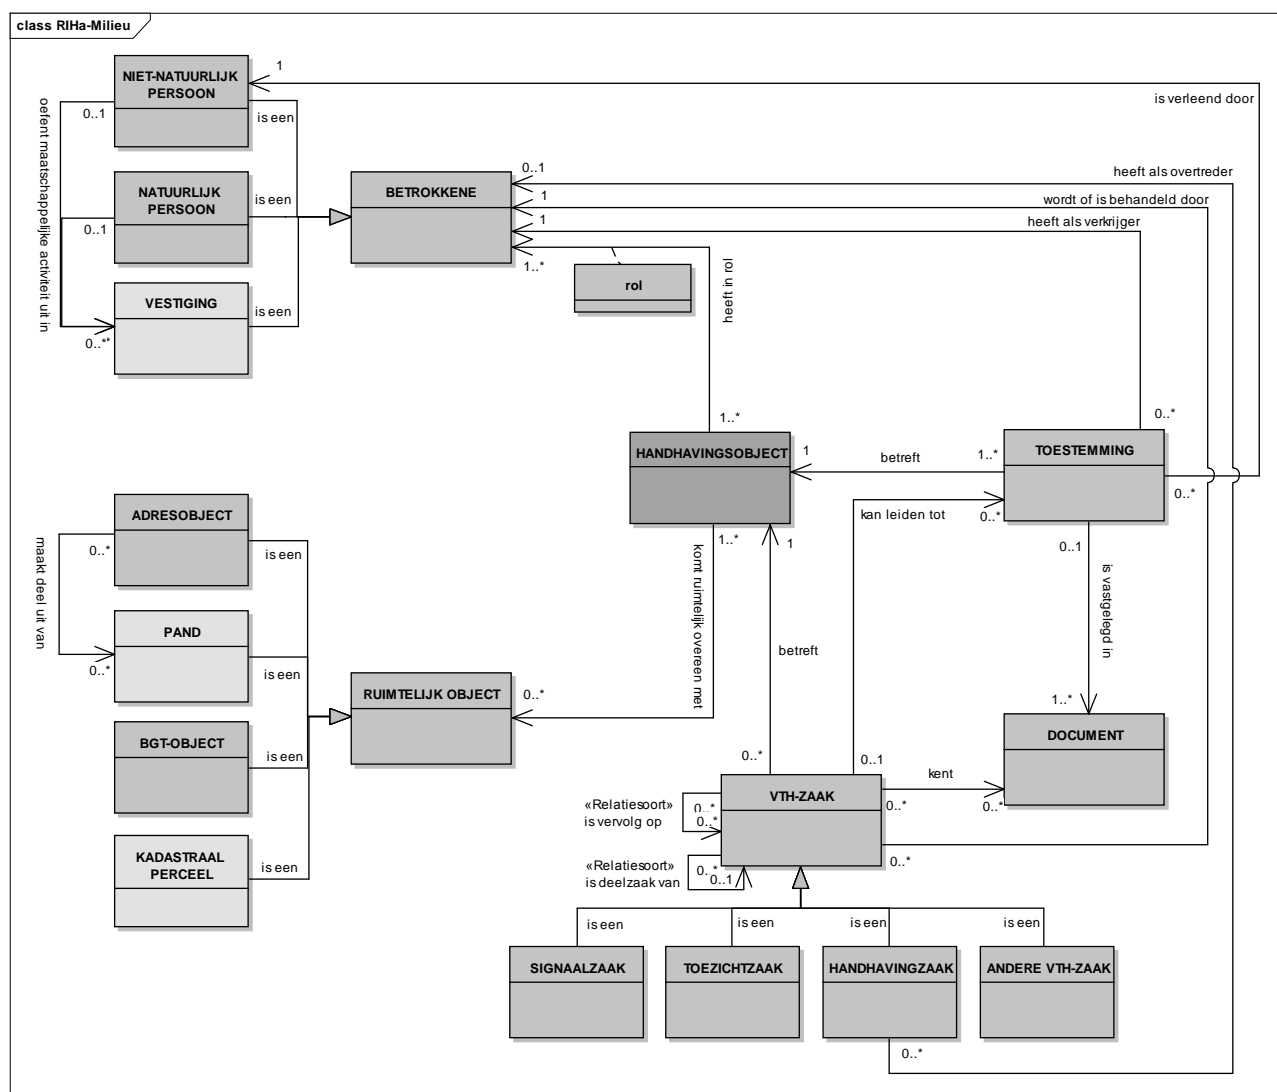 class RIHa-Milieu
NIET-NATUURLIJK
PERSOON
1
is verleend door
0..1
is een
oefent maatschappelijke activiteit uit in
NATUURLIJK
PERSOON
0..1
is een
BETROKKENE
0..1
heeft als overtreder
1
wordt of is behandeld door
1
heeft als verkrijger
1..*
rol
heeft in rol
VESTIGING
is een
0..**
1..*
0..*
HANDHAVINGSOBJECT
1
betreft
1..*
TOESTEMMING
0..*
ADRESOBJECT
0..*
is een
maakt deel uit van
1..*
komt ruimtelijk overeen met
1
kan leiden tot
0..*
0..1
is vastgelegd in
PAND
0..*
is een
betreft
RUIMTELIJK OBJECT
0..*
1..*
BGT-OBJECT
is een
DOCUMENT
0..*
0..1
KADASTRAAL
PERCEEL
is een
VTH-ZAAK
kent
0..*
0..*
«Relatiesoort»
is vervolg op
0..*
0..*
«Relatiesoort»
is deelzaak van
0..*
0..1
0..*
is een
is een
is een
is een
SIGNAALZAAK
TOEZICHTZAAK
HANDHAVINGZAAK
ANDERE VTH-ZAAK
0..*